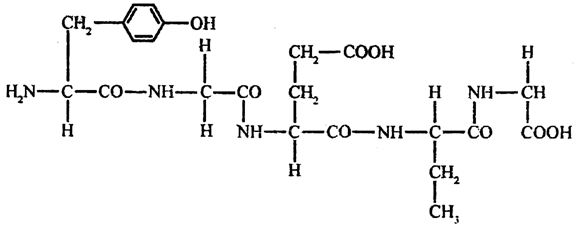 CH₂ OH
H CH₂ COOH H
H₂N C CO NH C CO CH₂ H NH CH
H H NH C CO NH C CO COOH
H CH₂
CH₃